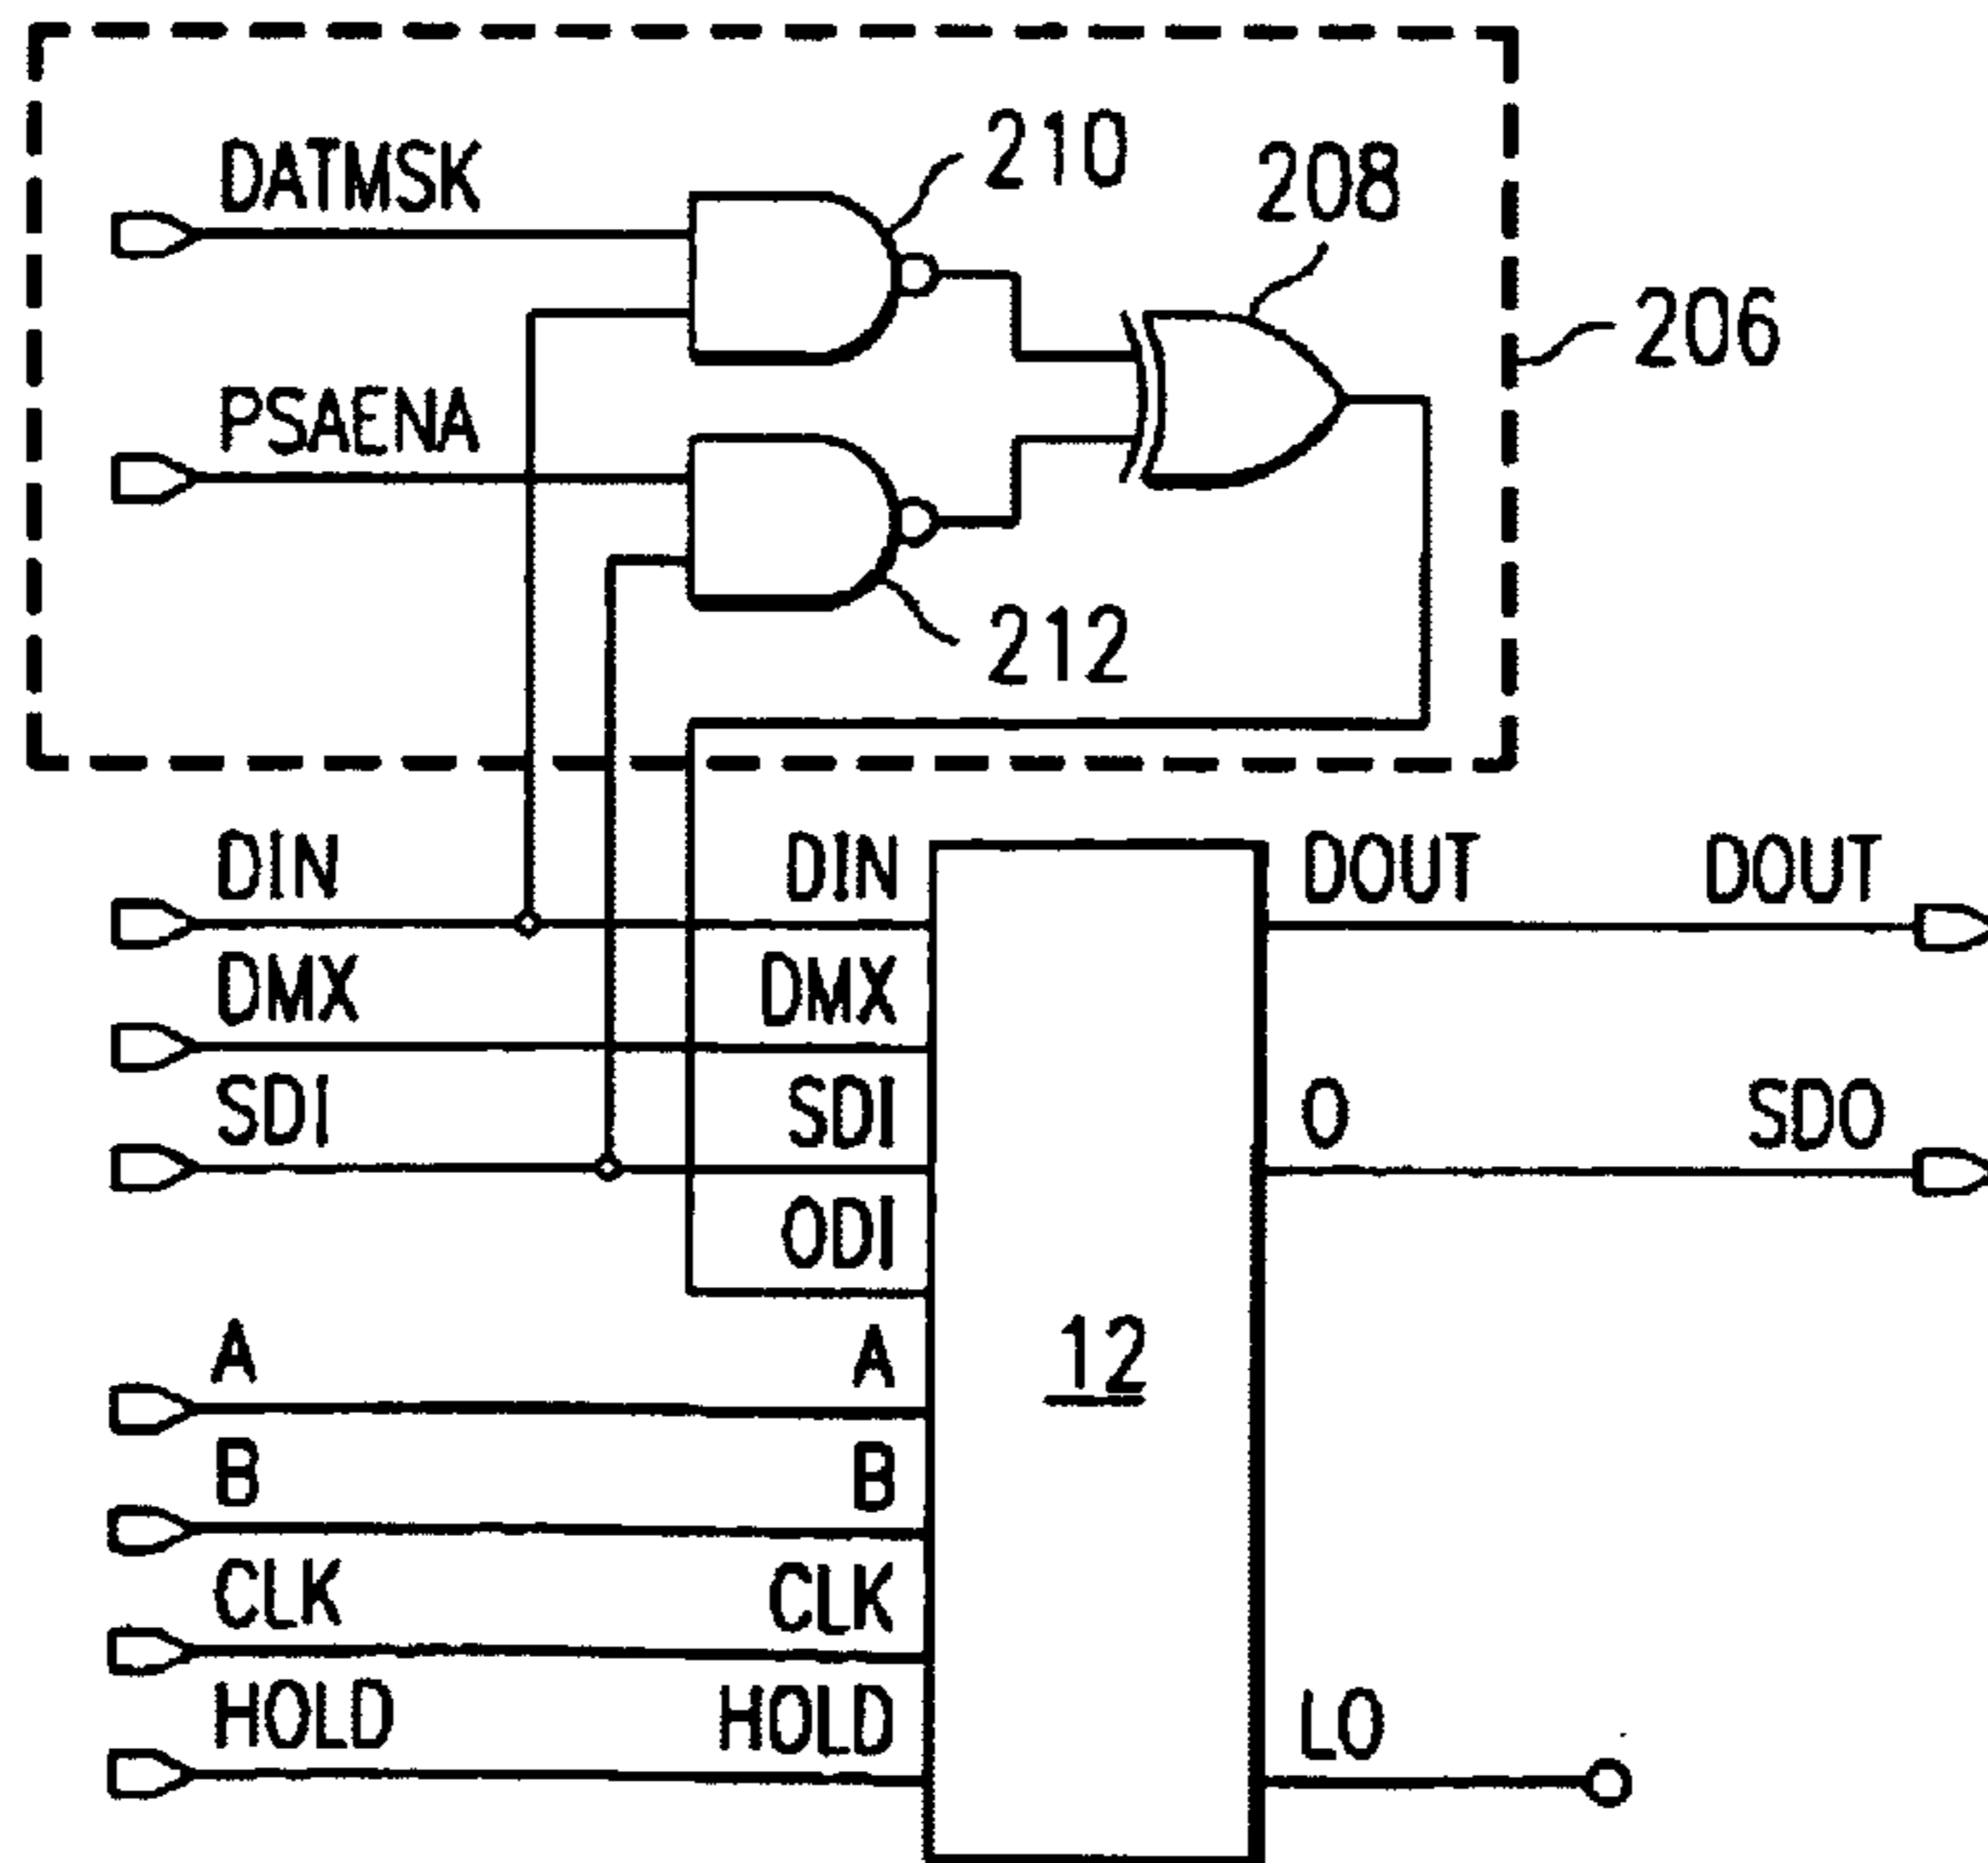 DATMSK
210
208
206
PSAENA
212
DIN DIN DOUT DOUT
DMX DMX
SDI SDI O SDO
ODI
A A 12
B B
CLK CLK
HOLD HOLD LO